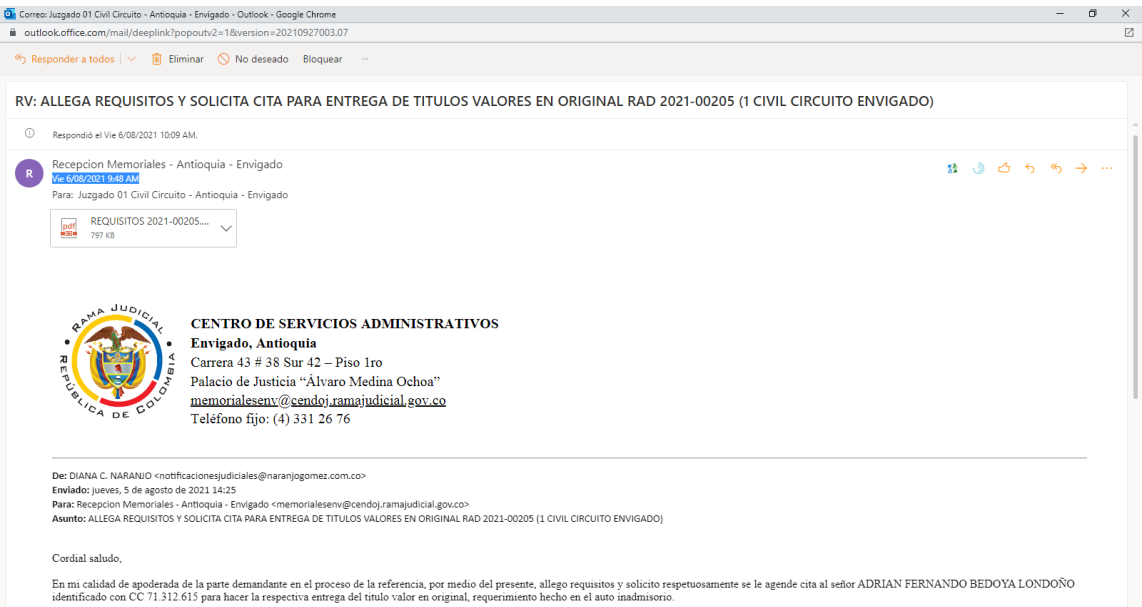 Correo: Juzgado 01 Civil Circuito - Antioquia - Envigado - Outlook - Google Chrome
outlook.office.com/mail/deeplink?popoutv2=1&version=20210927003.07
Responder a todos Eliminar No deseado Bloquear ...
RV: ALLEGA REQUISITOS Y SOLICITA CITA PARA ENTREGA DE TITULOS VALORES EN ORIGINAL RAD 2021-00205 (1 CIVIL CIRCUITO ENVIGADO)
Respondió el Vie 6/08/2021 10:09 AM.
R
Recepcion Memoriales - Antioquia - Envigado
Vie 6/08/2021 9:48 AM
Para: Juzgado 01 Civil Circuito - Antioquia - Envigado
pdf
REQUISITOS 2021-00205....
797 KB
RAMA JUDICIAL
REPÚBLICA DE COLOMBIA
CENTRO DE SERVICIOS ADMINISTRATIVOS
Envigado, Antioquia
Carrera 43 # 38 Sur 42 – Piso 1ro
Palacio de Justicia “Álvaro Medina Ochoa”
memorialesenv@cendoj.ramajudicial.gov.co
Teléfono fijo: (4) 331 26 76
De: DIANA C. NARANJO <notificacionesjudiciales@naranjogomez.com.co>
Enviado: jueves, 5 de agosto de 2021 14:25
Para: Recepcion Memoriales - Antioquia - Envigado <memorialesenv@cendoj.ramajudicial.gov.co>
Asunto: ALLEGA REQUISITOS Y SOLICITA CITA PARA ENTREGA DE TITULOS VALORES EN ORIGINAL RAD 2021-00205 (1 CIVIL CIRCUITO ENVIGADO)
Cordial saludo,
En mi calidad de apoderada de la parte demandante en el proceso de la referencia, por medio del presente, allego requisitos y solicito respetuosamente se le agende cita al señor ADRIAN FERNANDO BEDOYA LONDOÑO
identificado con CC 71.312.615 para hacer la respectiva entrega del titulo valor en original, requerimiento hecho en el auto inadmisorio.